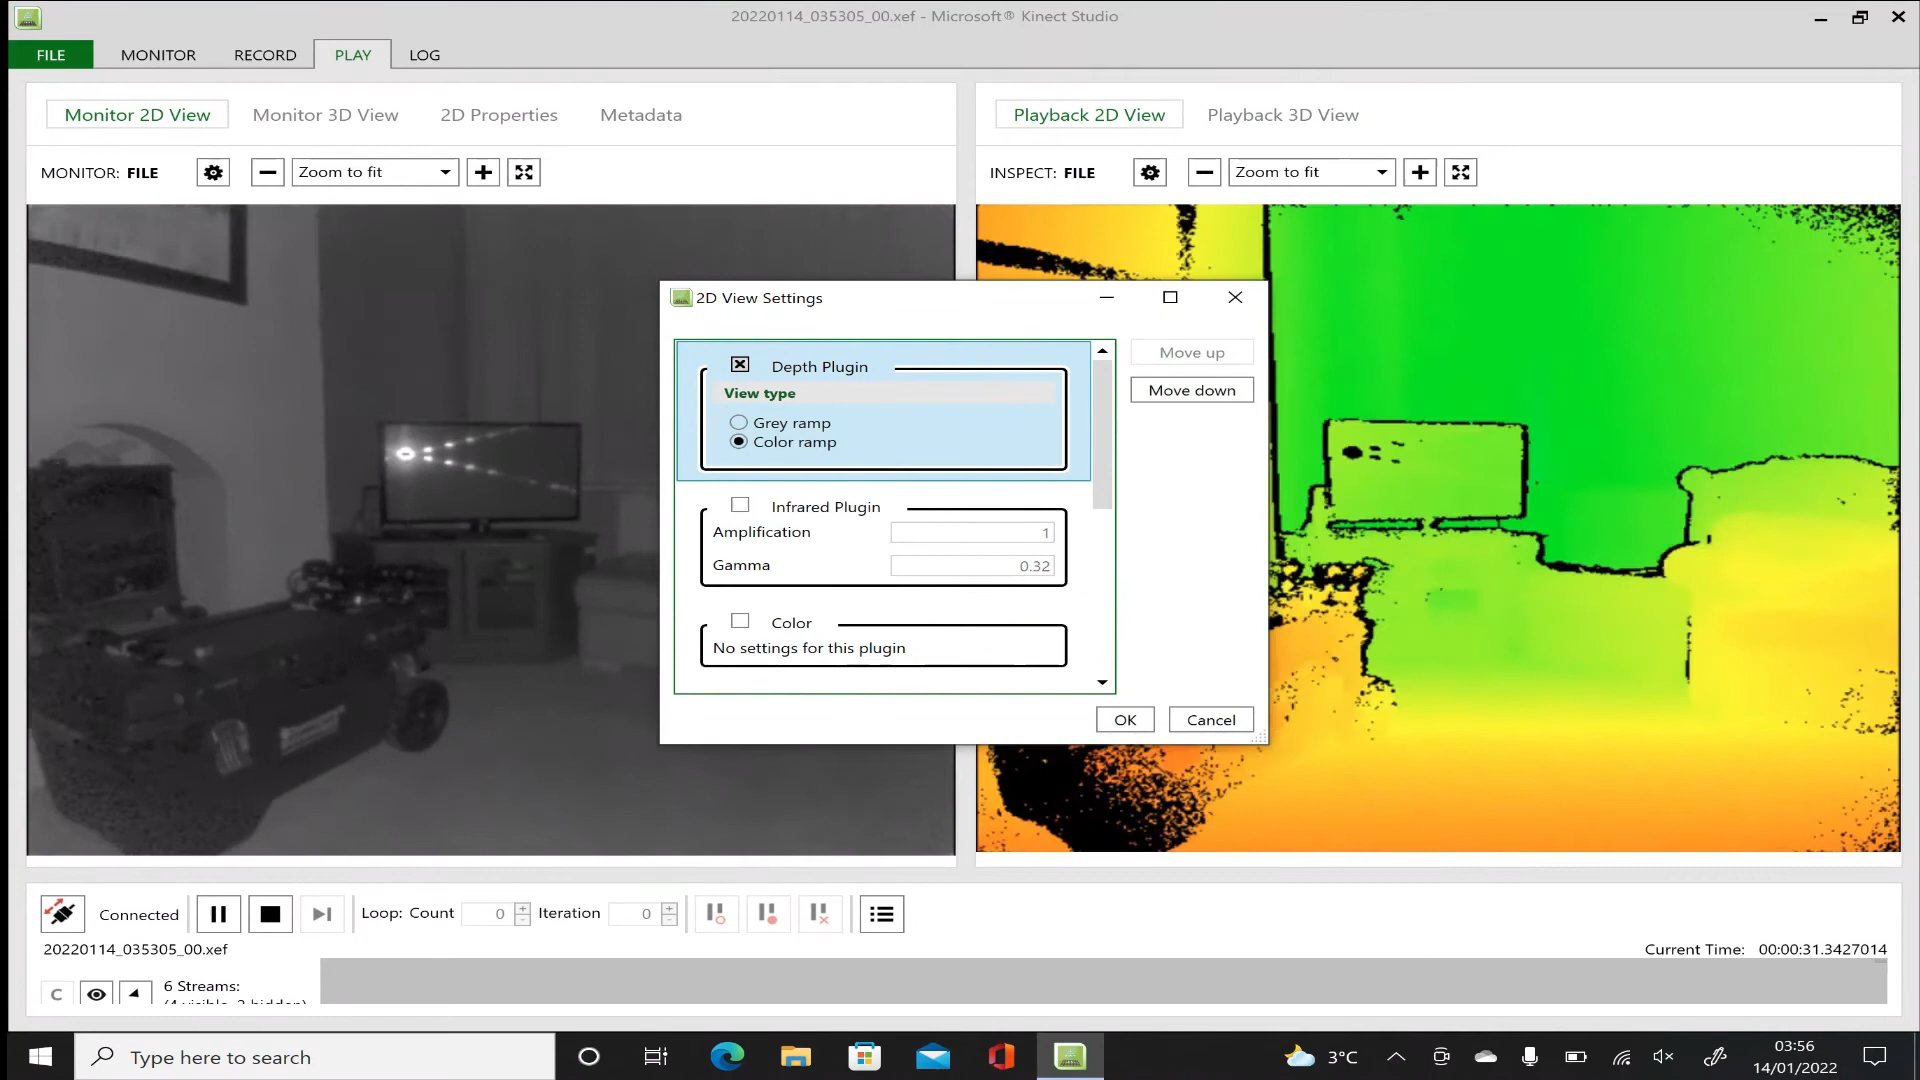 20220114_035305_00.xef - Microsoft® Kinect Studio
FILE MONITOR RECORD PLAY LOG
Monitor 2D View Monitor 3D View 2D Properties Metadata
Playback 2D View Playback 3D View
MONITOR: FILE Zoom to fit
INSPECT: FILE Zoom to fit
2D View Settings
Depth Plugin
View type
Grey ramp
Color ramp
Move up
Move down
Infrared Plugin
Amplification 1
Gamma 0.32
Color
No settings for this plugin
OK Cancel
Connected Loop: Count 0 Iteration 0
20220114_035305_00.xef
Current Time: 00:00:31.3427014
C 6 Streams:
(4 visible, 2 hidden)
Type here to search
3°C
03:56
14/01/2022